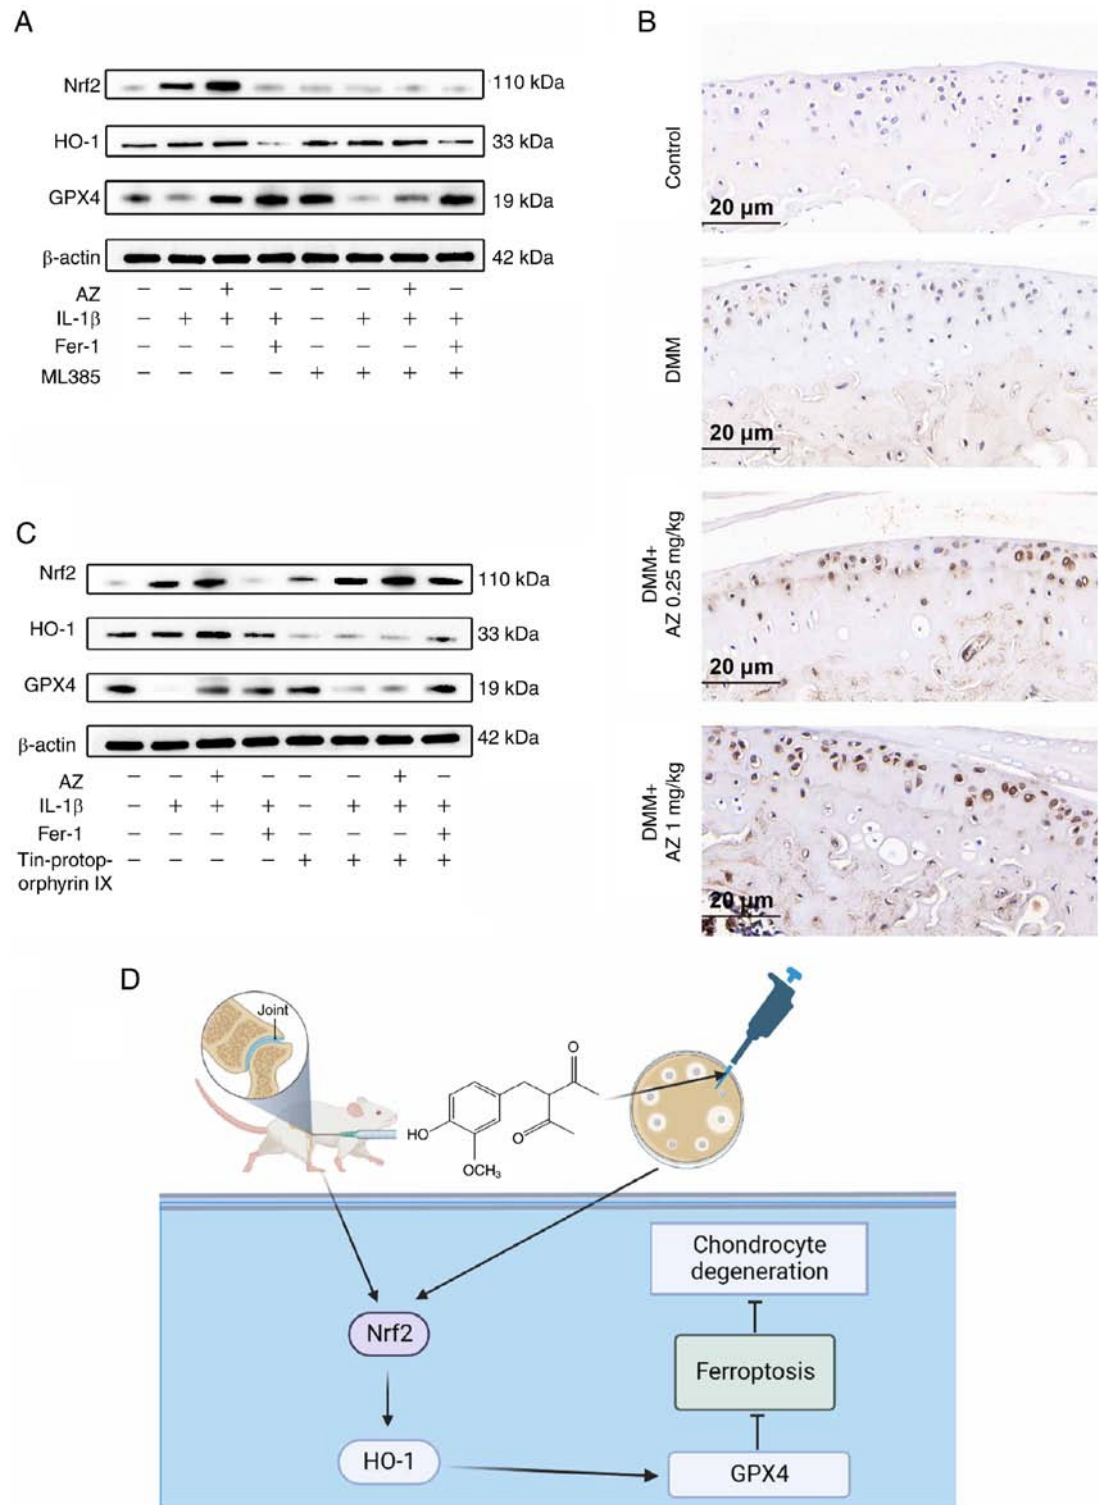 A
Nrf2 110 kDa
HO-1 33 kDa
GPX4 19 kDa
β-actin 42 kDa
AZ − − + − − − + −
IL-1β − + + + − + + +
Fer-1 − − − + − − − +
ML385 − − − − + + + +
B
Control
20 μm
DMM
20 μm
DMM+
AZ 0.25 mg/kg
20 μm
DMM+
AZ 1 mg/kg
20 μm
C
Nrf2 110 kDa
HO-1 33 kDa
GPX4 19 kDa
β-actin 42 kDa
AZ − − + − − − + −
IL-1β − + + + − + + +
Fer-1 − − − + − − − +
Tin-protop-
orphyrin IX − − − − + + + +
D
Joint
HO
OCH3
O
O
Nrf2
HO-1
Chondrocyte
degeneration
Ferroptosis
GPX4